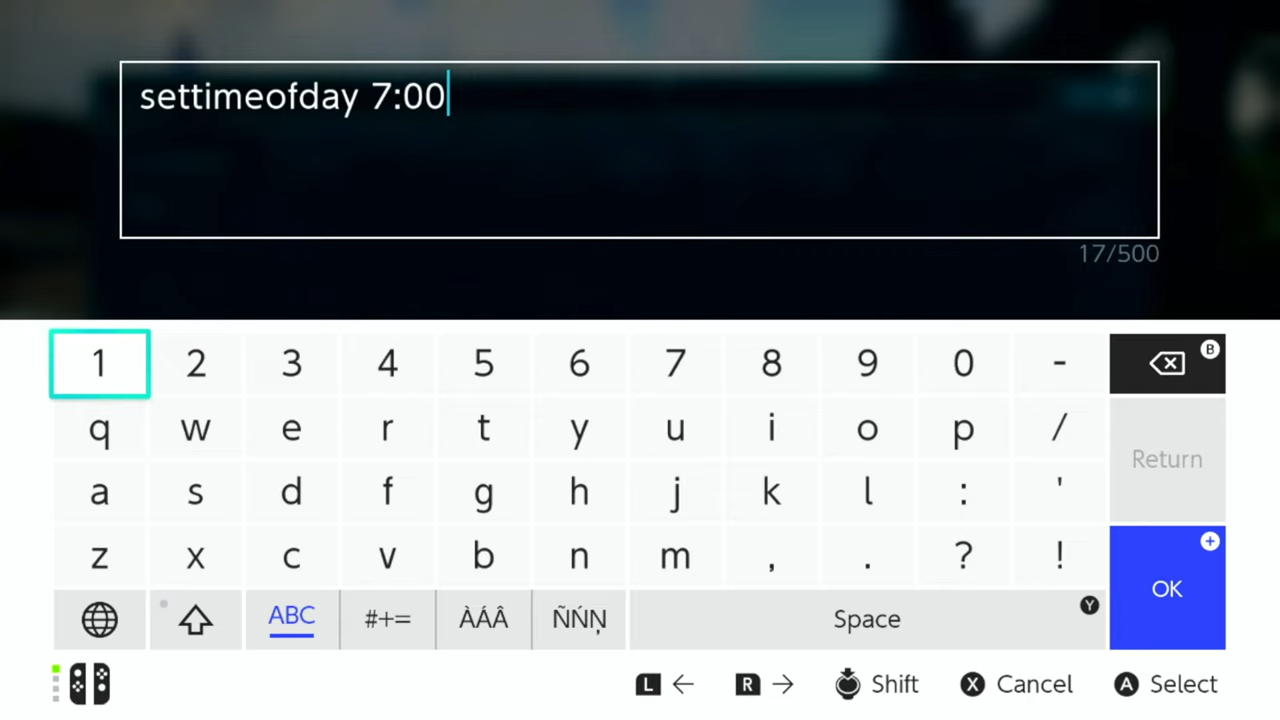 settimeofday 7:00
17/500
1 2 3 4 5 6 7 8 9 0 - B
q w e r t y u i o p /
Return
a s d f g h j k l : '
z x c v b n m , . ? ! +
OK
ABC #+= ÀÁÂ ÑŃŅ Space Y
L ← R → Shift X Cancel A Select